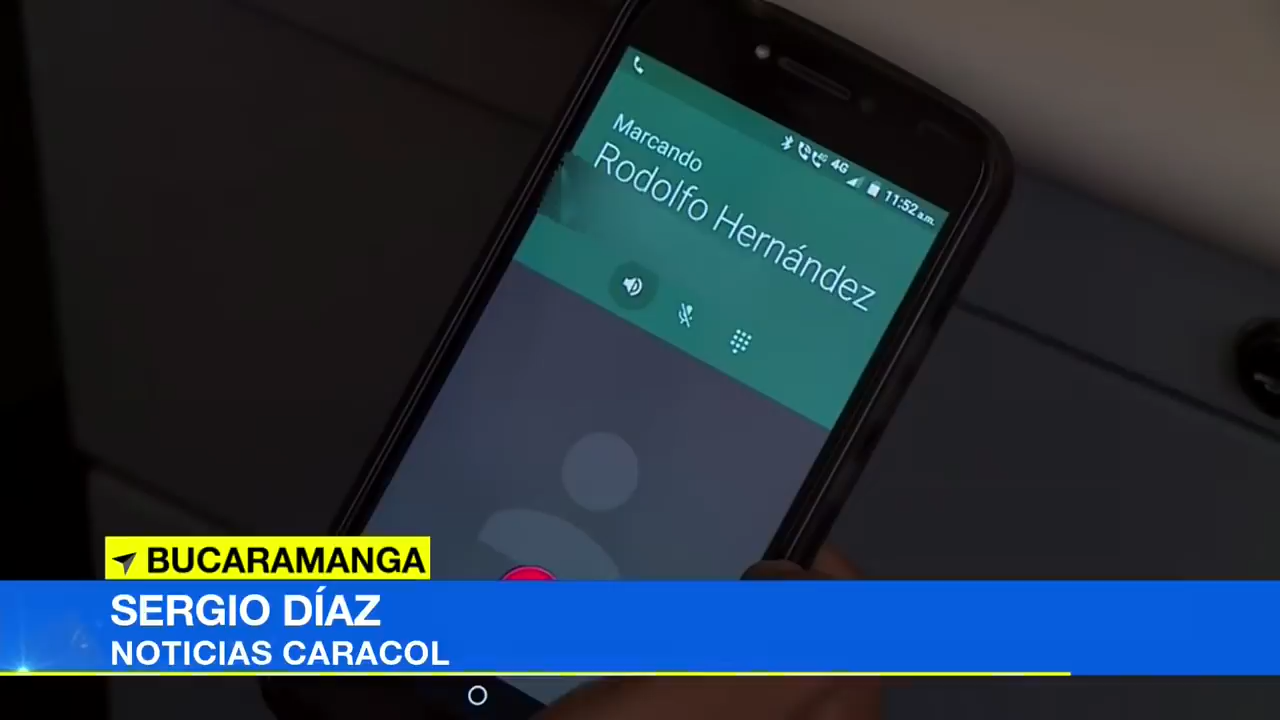 4G
11:52 a.m.
Marcando
Rodolfo Hernández
BUCARAMANGA
SERGIO DÍAZ
NOTICIAS CARACOL